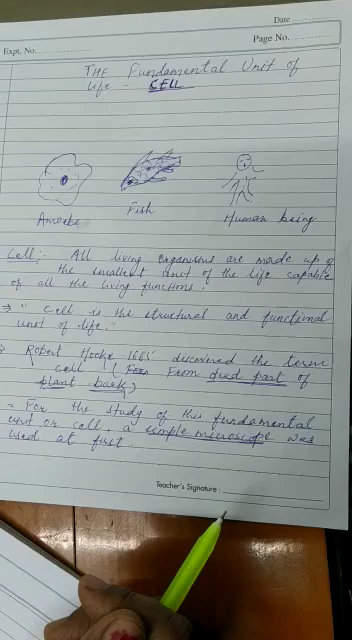 Date
Page No.
Expt. No.
THE Fundamental Unit of
life - CELL
Amoeba
Fish
Human being
Cell:- All living organisms are made up of
the smallest unit of the life capable
of all the living functions.
→ "Cell is the structural and functional
unit of life."
Robert Hooke 1665 discovered the term
cell. ( From died part of
plant bark)
For the study of this fundamental
unit or cell, a simple microscope was
used at first
Teacher's Signature :